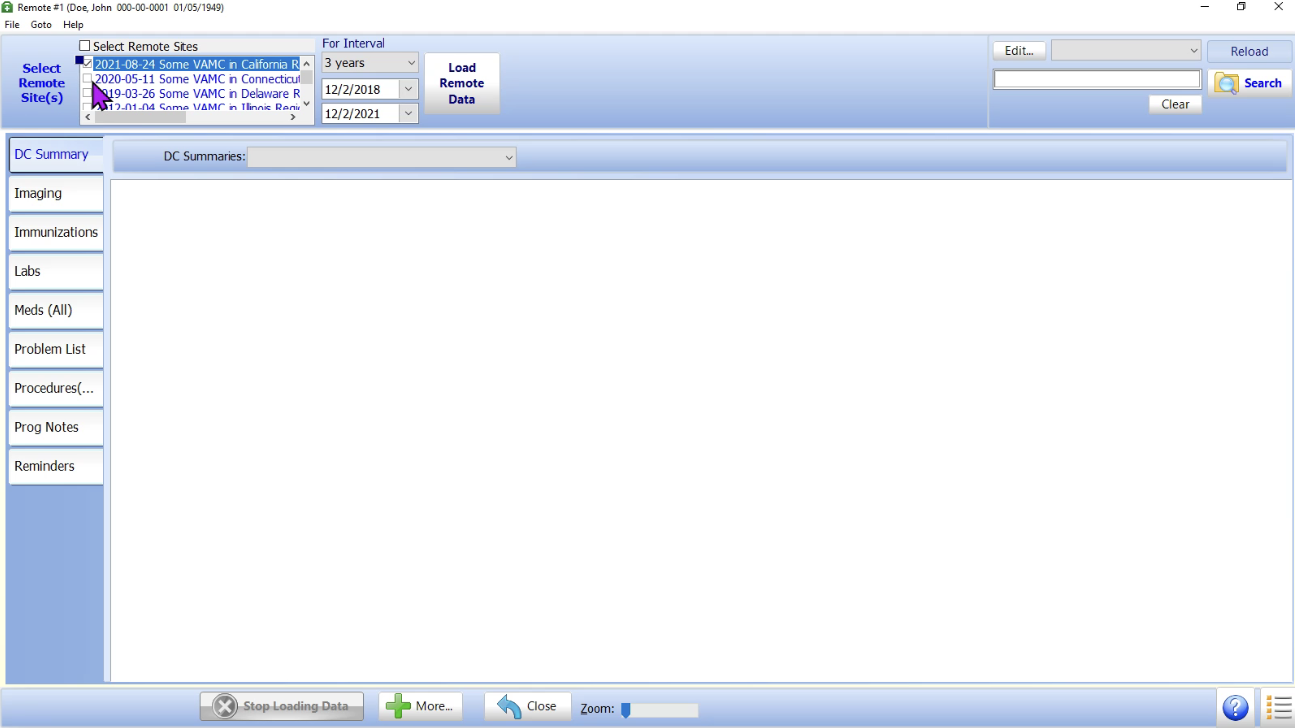 Remote #1 (Doe, John 000-00-0001 01/05/1949)
File Goto Help
Select Remote Site(s)
Select Remote Sites
2021-08-24 Some VAMC in California R
2020-05-11 Some VAMC in Connecticut
19-03-26 Some VAMC in Delaware R
12-01-04 Some VAMC in Illinois Regi
For Interval
3 years
12/2/2018
12/2/2021
Load Remote Data
Edit...
Reload
Search
Clear
DC Summary
DC Summaries:
Imaging
Immunizations
Labs
Meds (All)
Problem List
Procedures(...
Prog Notes
Reminders
Stop Loading Data
More...
Close
Zoom:
?